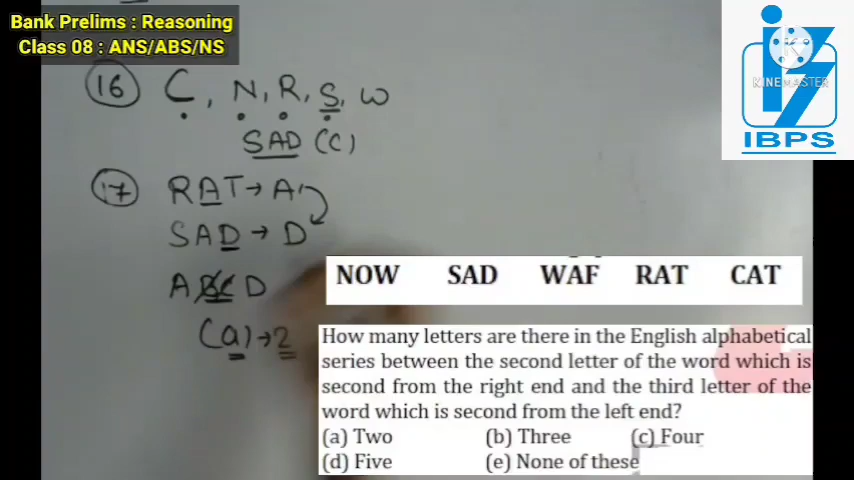 Bank Prelims : Reasoning
Class 08 : ANS/ABS/NS
KINEMASTER
IBPS
16 C, N, R, S, W
SAD (C)
17 RAT → A
SAD → D
A BC D
(a) → 2
NOW SAD WAF RAT CAT
How many letters are there in the English alphabetical
series between the second letter of the word which is
second from the right end and the third letter of the
word which is second from the left end?
(a) Two (b) Three (c) Four
(d) Five (e) None of these